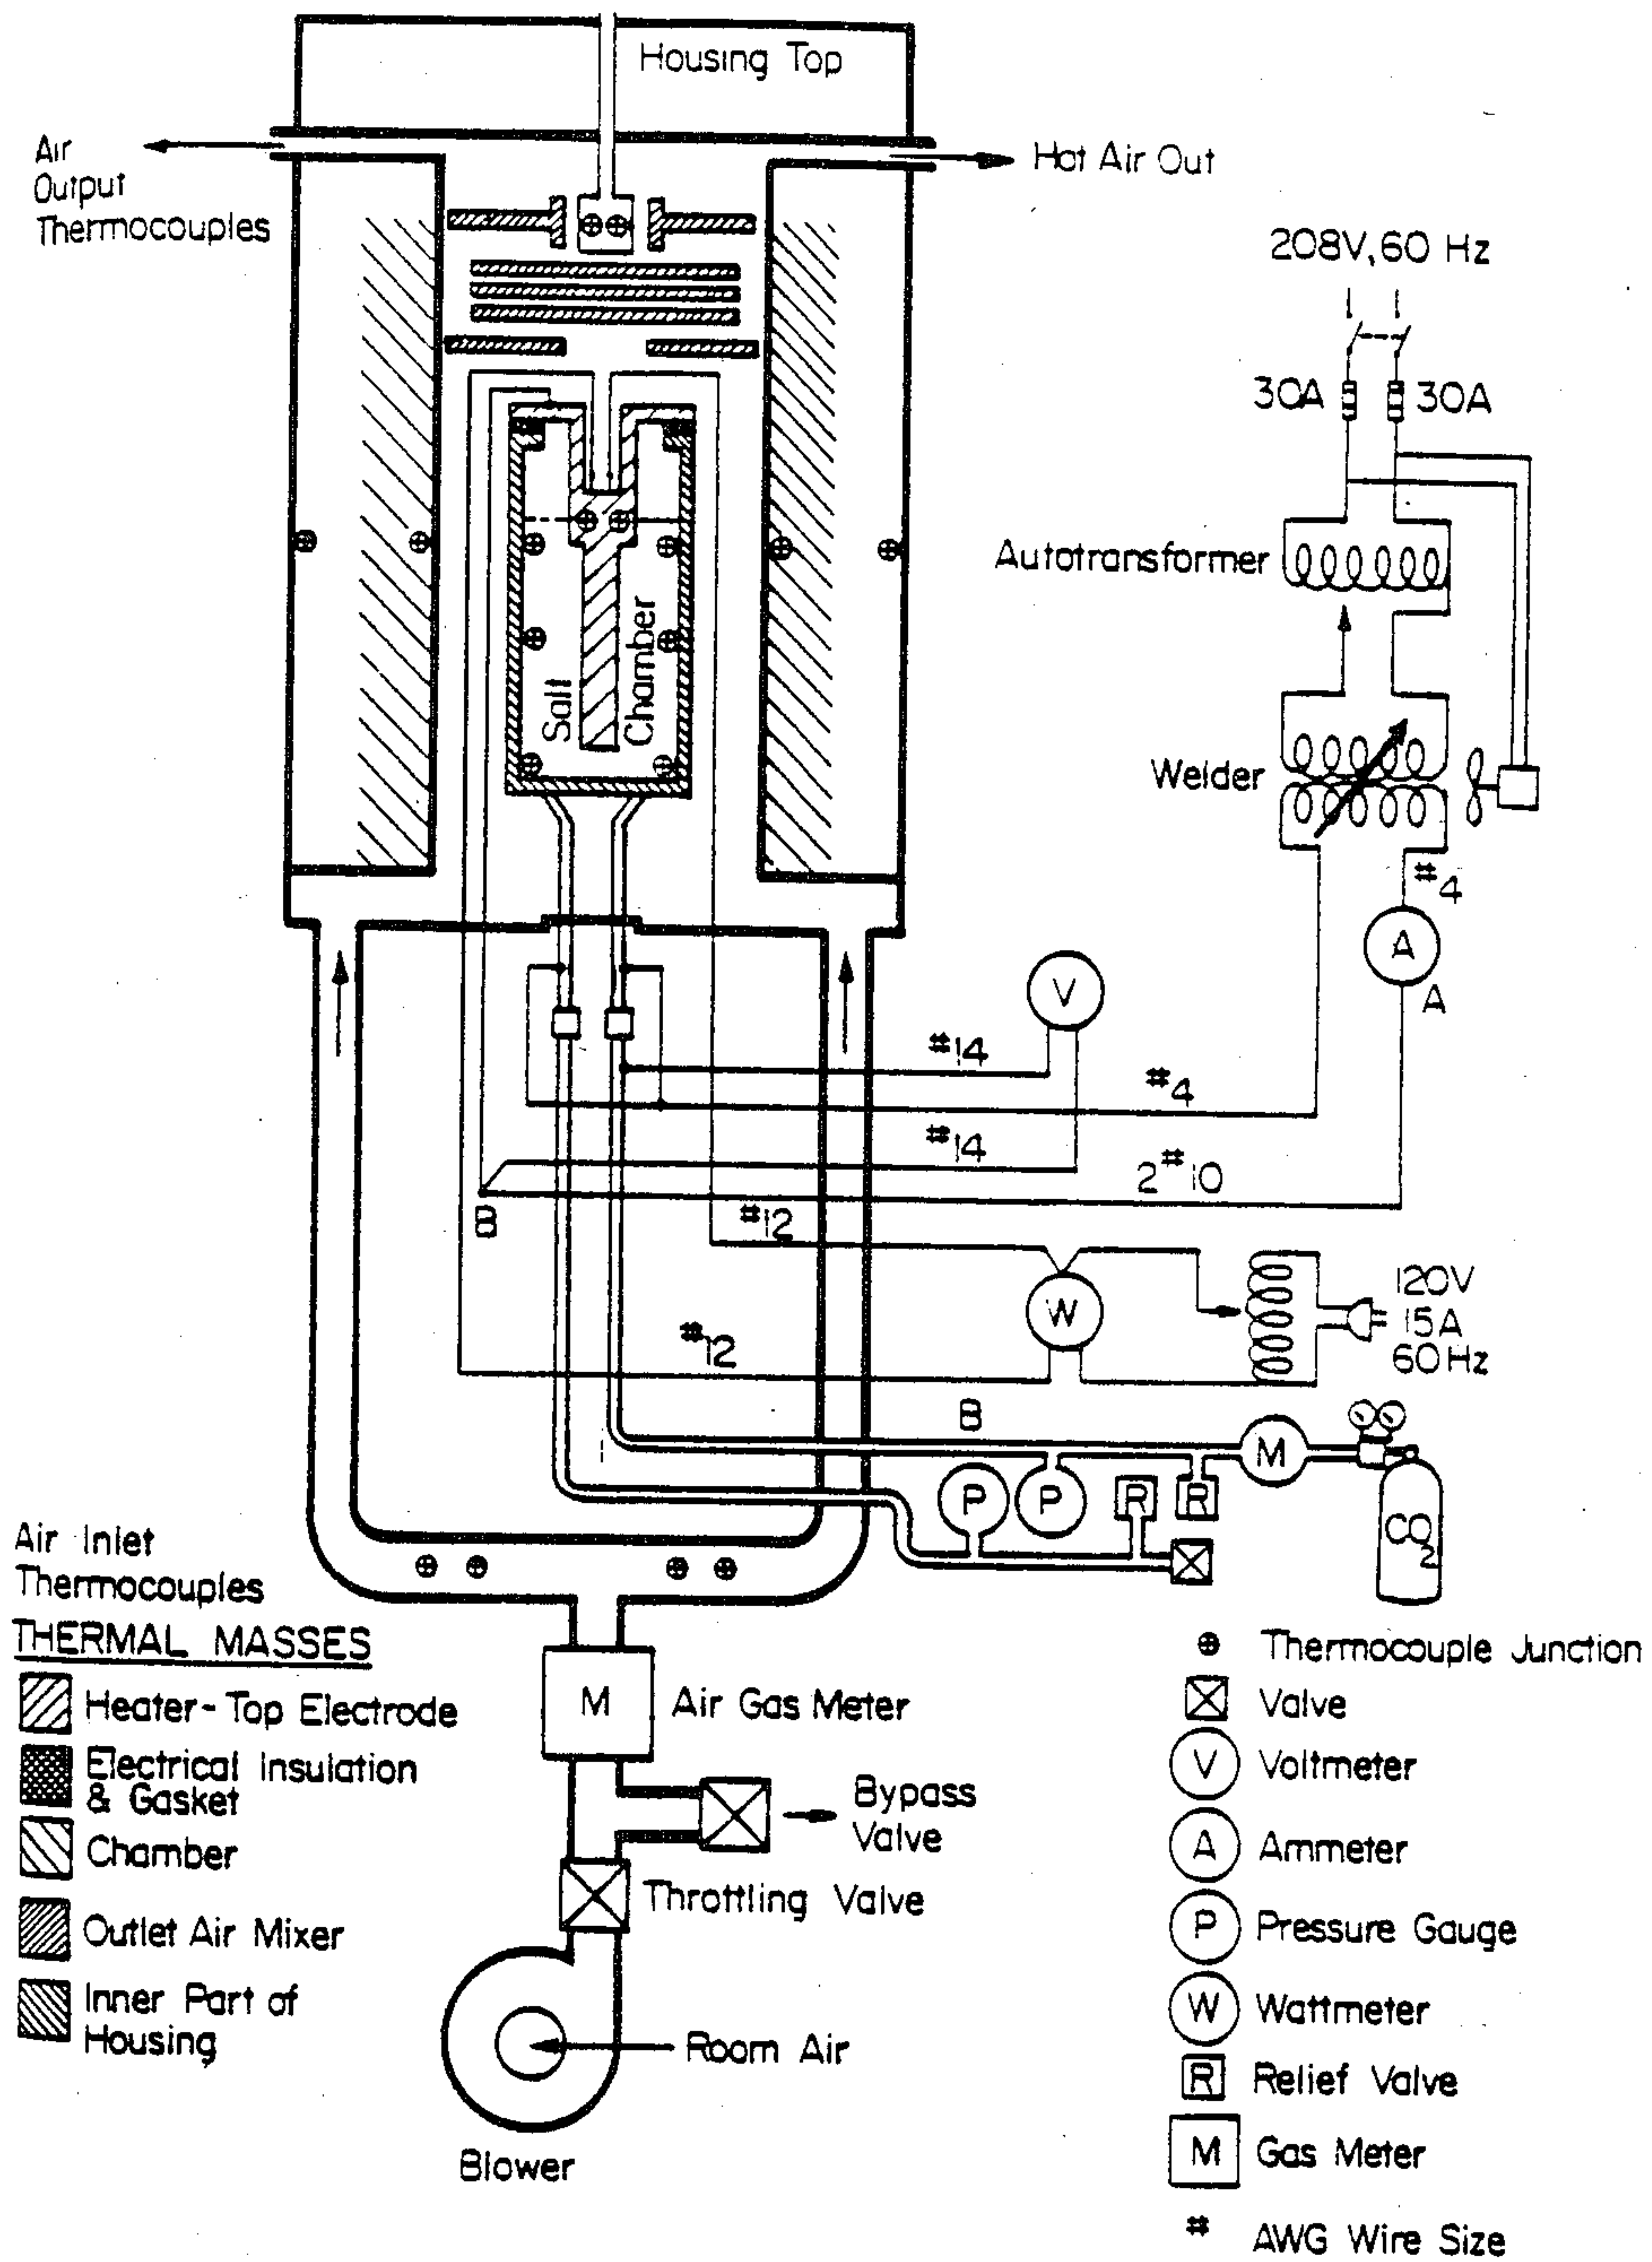 Housing Top
Air
Output
Thermocouples
Hot Air Out
208V, 60 Hz
30A
30A
Autotransformer
Salt
Chamber
Welder
#4
A
A
V
#14
#4
#14
2#10
B
#12
W
120V
15A
60Hz
#12
B
M
P
P
R
R
CO2
Air Inlet
Thermocouples
THERMAL MASSES
Heater-Top Electrode
Electrical Insulation
& Gasket
Chamber
Outlet Air Mixer
Inner Part of
Housing
M
Air Gas Meter
Bypass
Valve
Throttling Valve
Room Air
Blower
Thermocouple Junction
Valve
V Voltmeter
A Ammeter
P Pressure Gauge
W Wattmeter
R Relief Valve
M Gas Meter
# AWG Wire Size